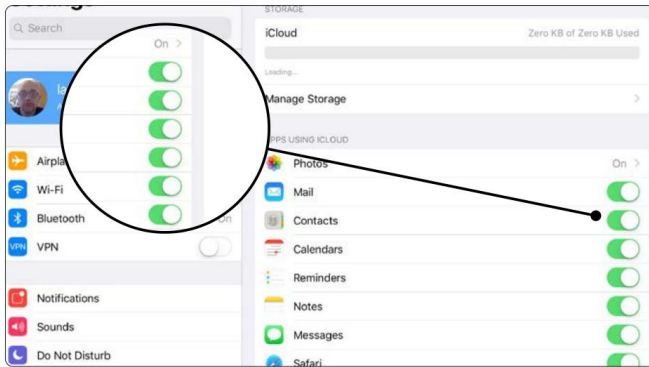 Search
On
Airpla
Wi-Fi
Bluetooth
On
VPN
VPN
Notifications
Sounds
Do Not Disturb
STORAGE
iCloud Zero KB of Zero KB Used
Loading...
Manage Storage
APPS USING ICLOUD
Photos On
Mail
Contacts
Calendars
Reminders
Notes
Messages
Safari